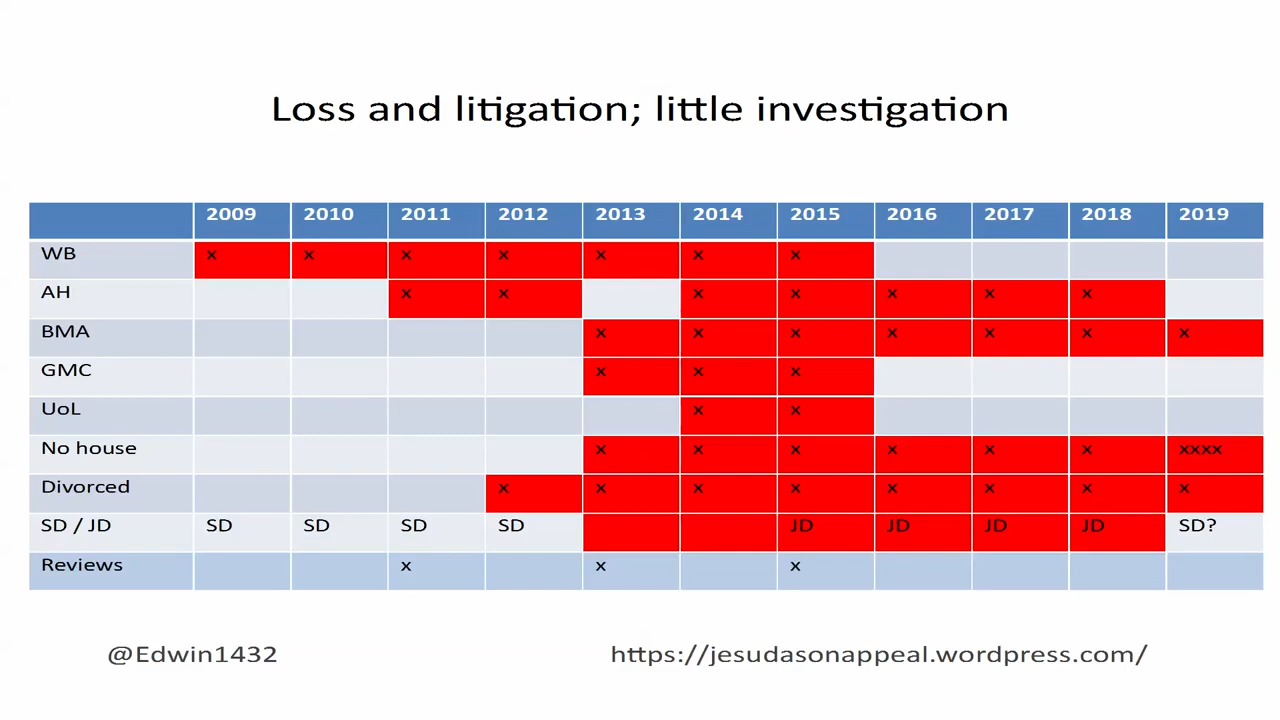 Loss and litigation; little investigation
2009 2010 2011 2012 2013 2014 2015 2016 2017 2018 2019
WB x x x x x x x
AH x x x x x x x
BMA x x x x x x x
GMC x x x
UoL x x
No house x x x x x x xxxx
Divorced x x x x x x x x
SD / JD SD SD SD SD JD JD JD JD SD?
Reviews x x x
@Edwin1432 https://jesudasonappeal.wordpress.com/